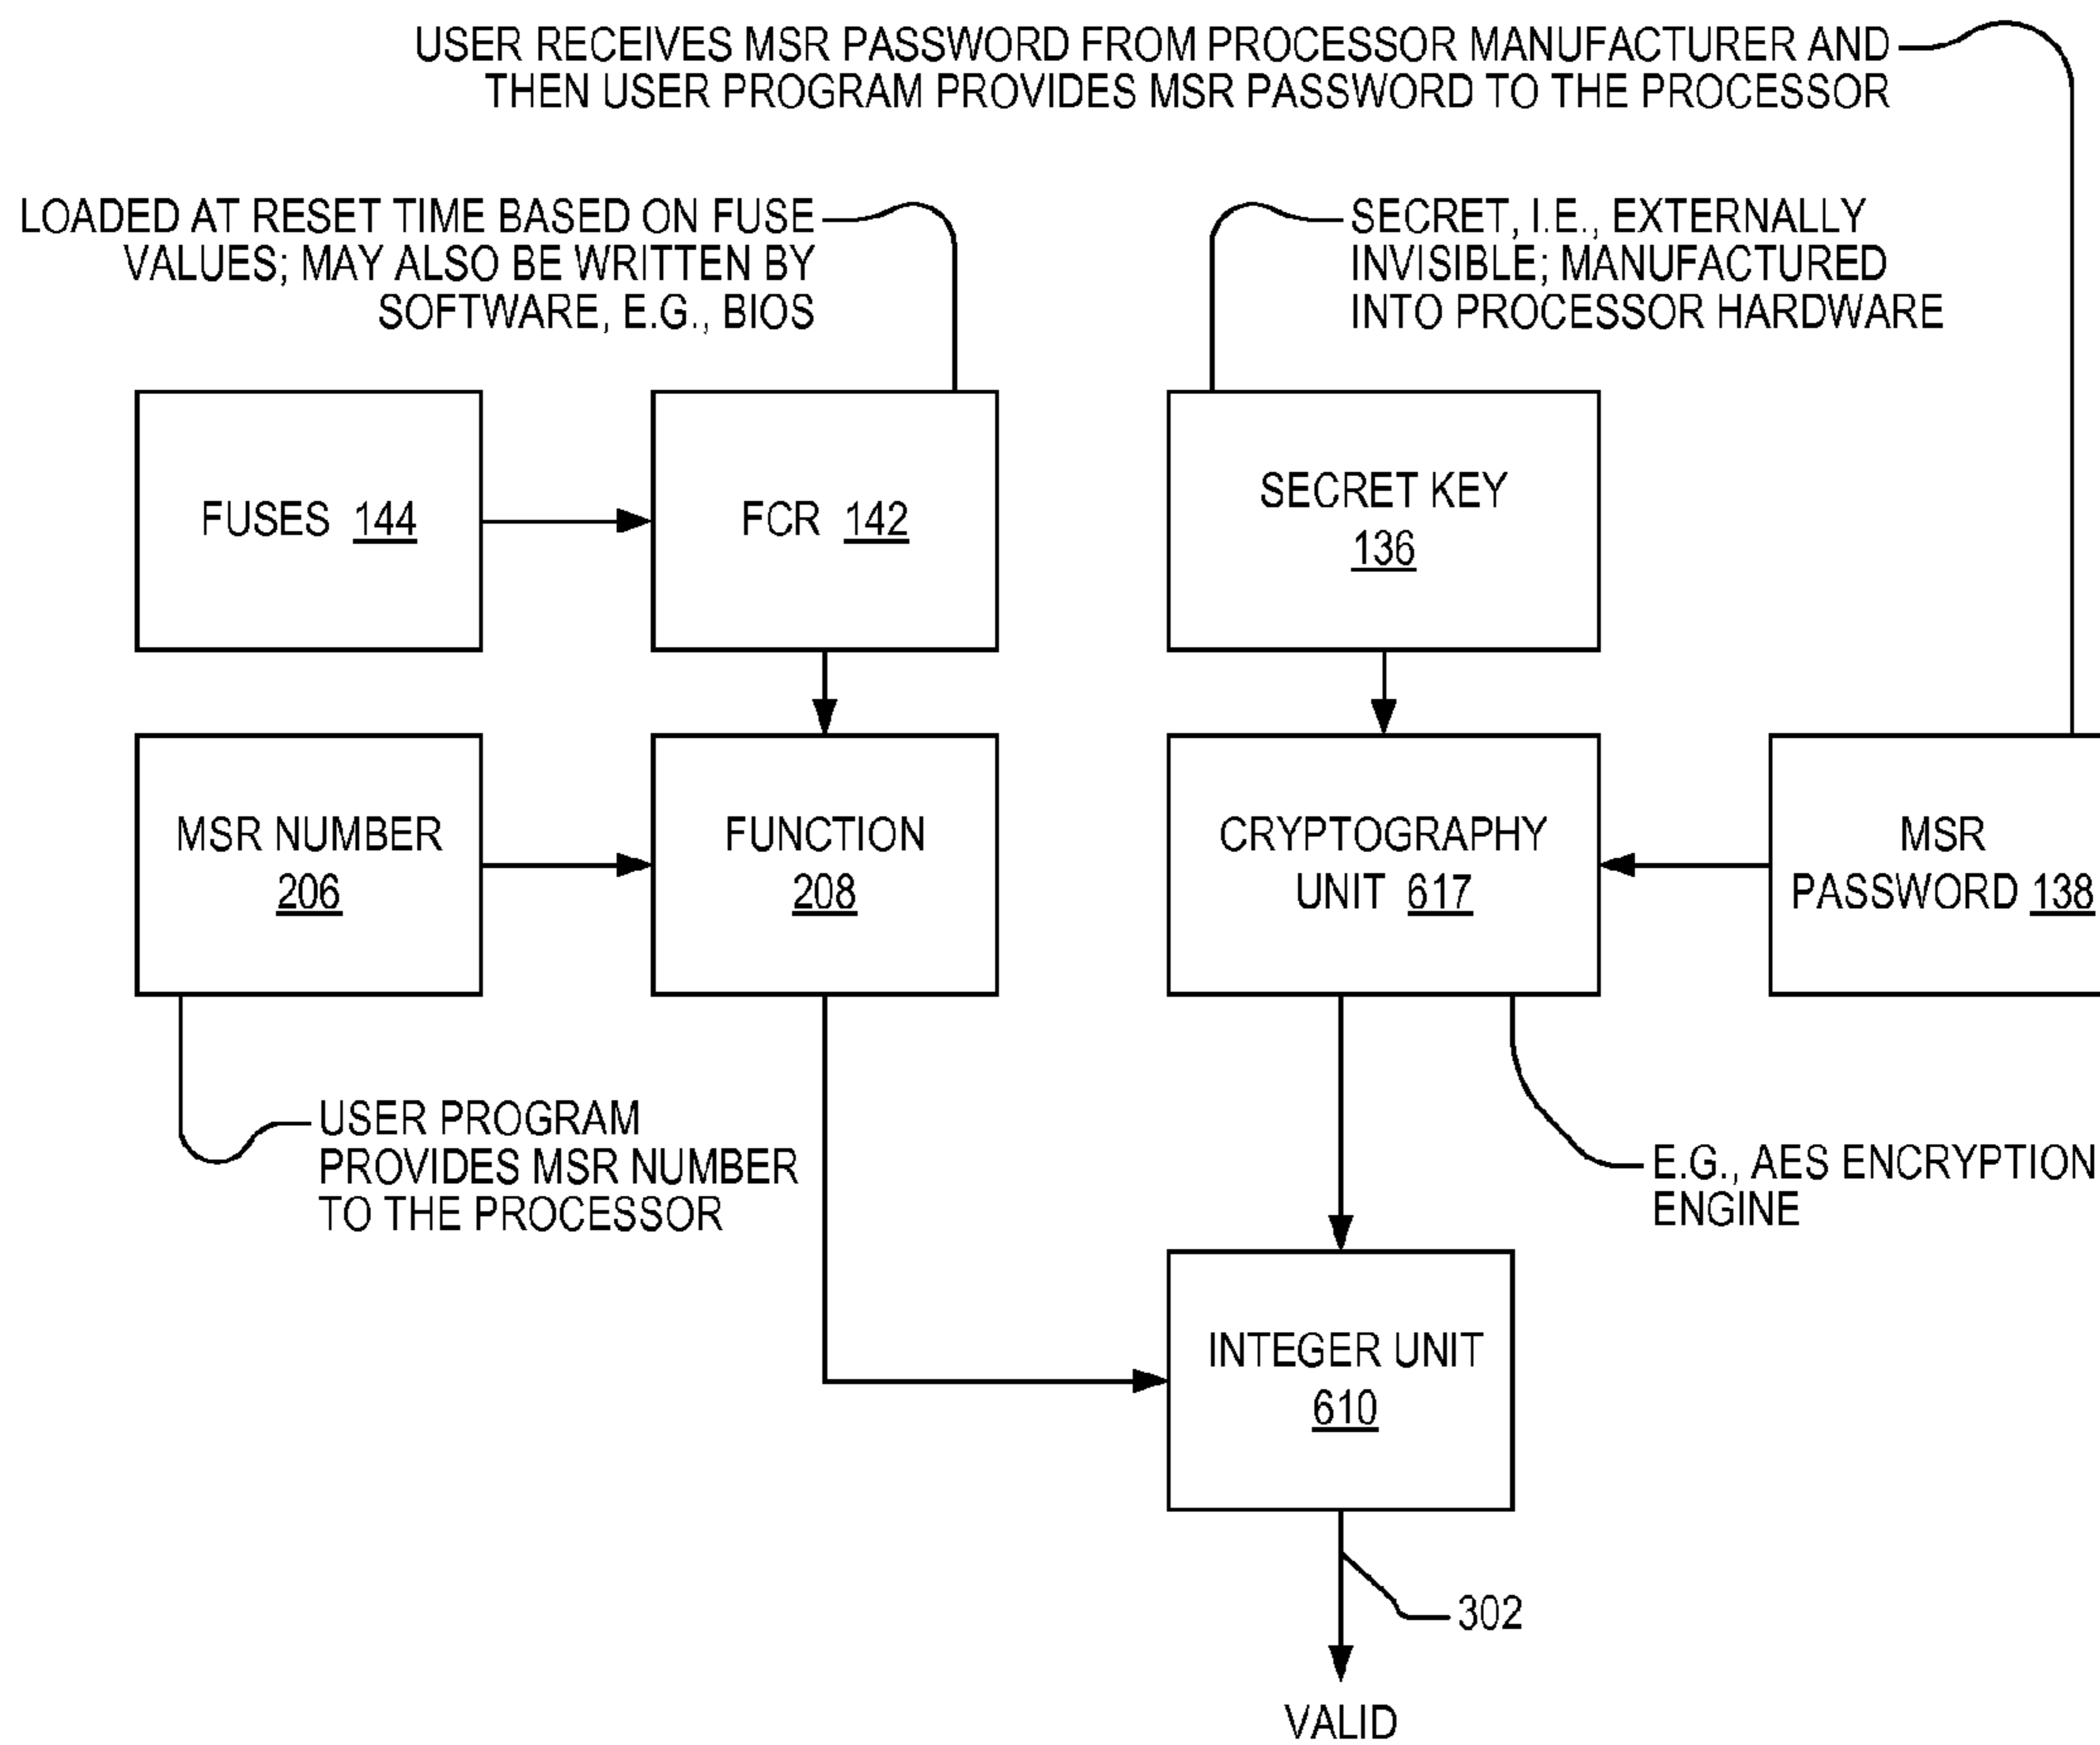 USER RECEIVES MSR PASSWORD FROM PROCESSOR MANUFACTURER AND
THEN USER PROGRAM PROVIDES MSR PASSWORD TO THE PROCESSOR
LOADED AT RESET TIME BASED ON FUSE
VALUES; MAY ALSO BE WRITTEN BY
SOFTWARE, E.G., BIOS
SECRET, I.E., EXTERNALLY
INVISIBLE; MANUFACTURED
INTO PROCESSOR HARDWARE
FUSES 144
FCR 142
SECRET KEY
136
MSR NUMBER
206
FUNCTION
208
CRYPTOGRAPHY
UNIT 617
MSR
PASSWORD 138
USER PROGRAM
PROVIDES MSR NUMBER
TO THE PROCESSOR
E.G., AES ENCRYPTION
ENGINE
INTEGER UNIT
610
302
VALID